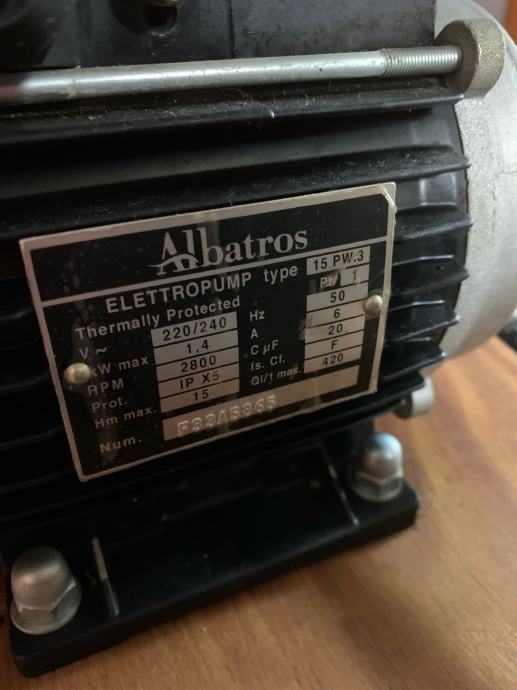 Albatros
ELETTROPUMP type 15 PW.3
Thermally Protected PH 1
V ~ 220/240 Hz 50
kW max 1,4 A 6
RPM 2800 C µF 20
Prot. IP X5 Is. Cl. F
Hm max. 15 Ql/1 max. 420
Num. F33A5865